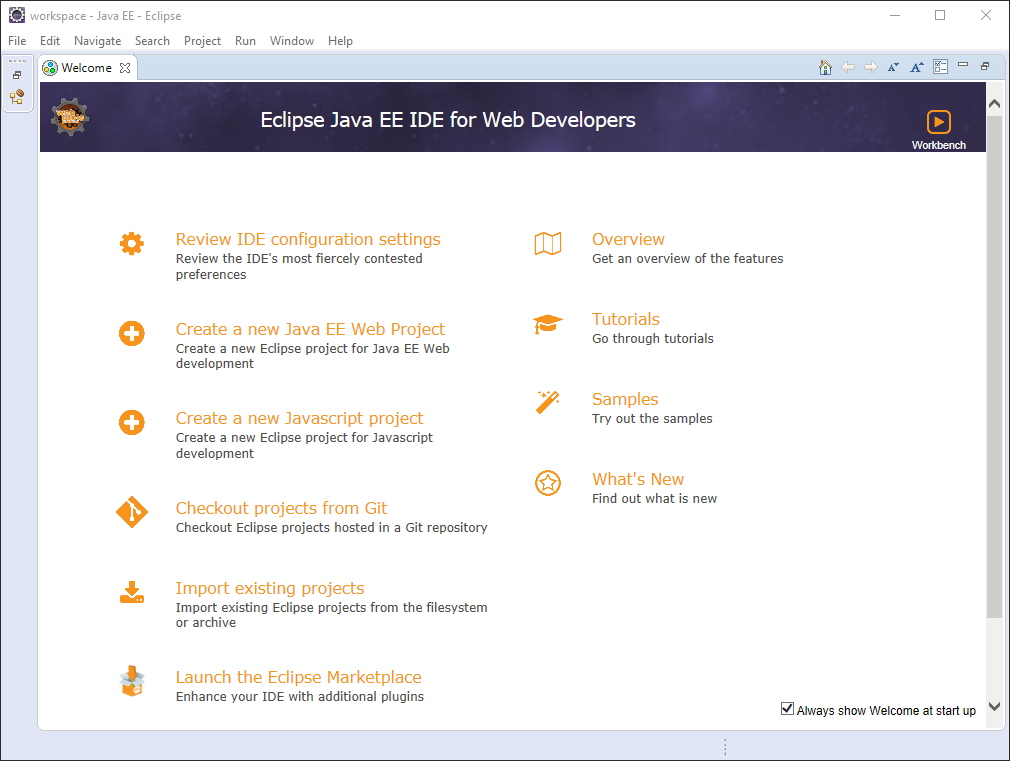 workspace - Java EE - Eclipse
File Edit Navigate Search Project Run Window Help
Welcome
Eclipse Java EE IDE for Web Developers
Workbench
Review IDE configuration settings
Review the IDE's most fiercely contested
preferences
Create a new Java EE Web Project
Create a new Eclipse project for Java EE Web
development
Create a new Javascript project
Create a new Eclipse project for Javascript
development
Checkout projects from Git
Checkout Eclipse projects hosted in a Git repository
Import existing projects
Import existing Eclipse projects from the filesystem
or archive
Launch the Eclipse Marketplace
Enhance your IDE with additional plugins
Overview
Get an overview of the features
Tutorials
Go through tutorials
Samples
Try out the samples
What's New
Find out what is new
Always show Welcome at start up